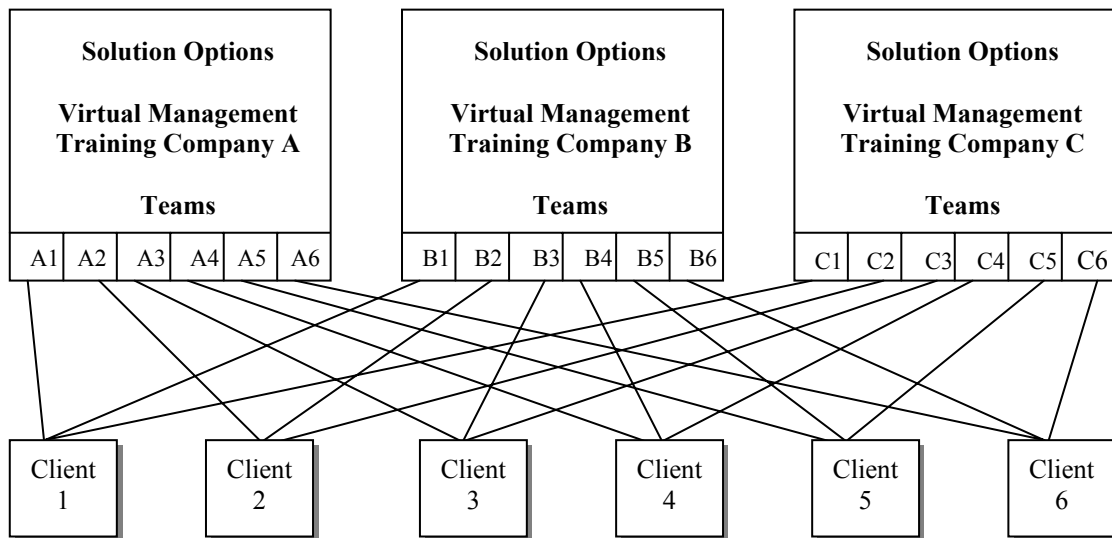 Solution Options
Virtual Management
Training Company A
Teams
A1 A2 A3 A4 A5 A6
Solution Options
Virtual Management
Training Company B
Teams
B1 B2 B3 B4 B5 B6
Solution Options
Virtual Management
Training Company C
Teams
C1 C2 C3 C4 C5 C6
Client
1
Client
2
Client
3
Client
4
Client
5
Client
6